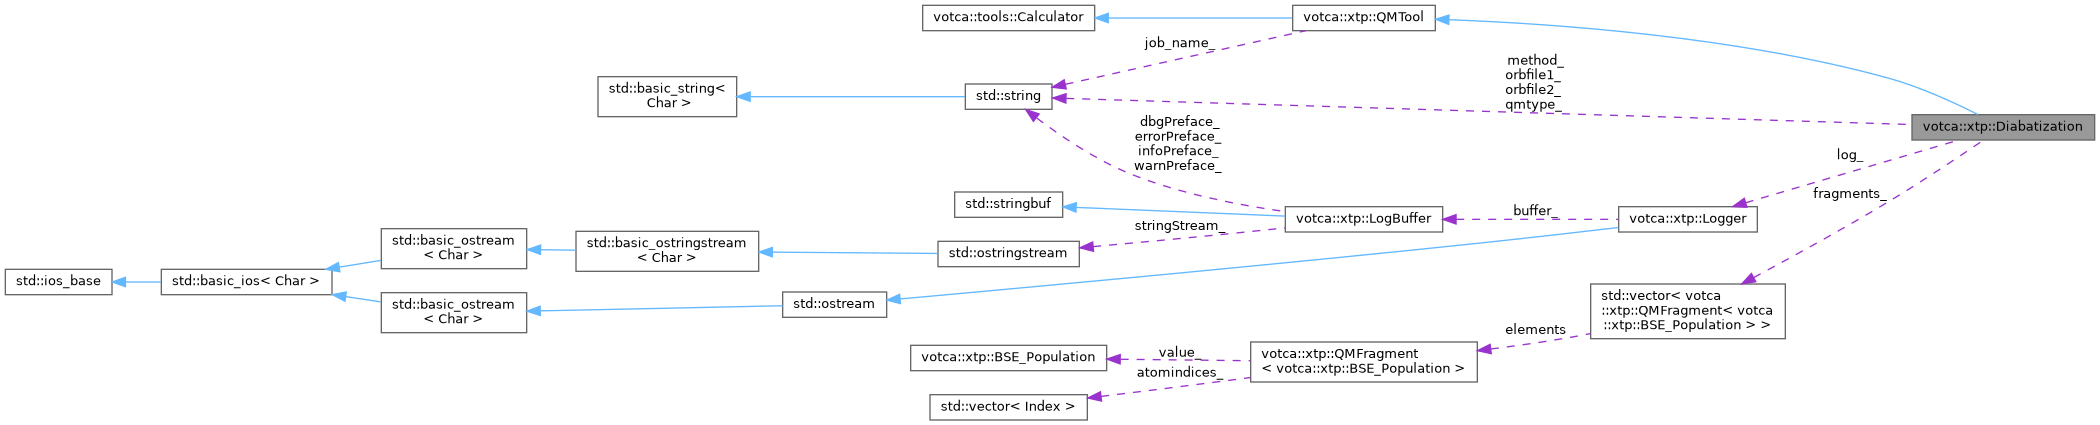 votca::tools::Calculator
votca::xtp::QMTool
job_name_
method_
orbfile1_
orbfile2_
qmtype_
std::basic_string<
Char >
std::string
votca::xtp::Diabatization
dbgPreface_
errorPreface_
infoPreface_
warnPreface_
log_
fragments_
std::stringbuf
votca::xtp::LogBuffer
buffer_
votca::xtp::Logger
stringStream_
std::basic_ostream
< Char >
std::basic_ostringstream
< Char >
std::ostringstream
std::ios_base
std::basic_ios< Char >
std::basic_ostream
< Char >
std::ostream
std::vector< votca
::xtp::QMFragment< votca
::xtp::BSE_Population > >
elements
votca::xtp::BSE_Population
value_
atomindices_
votca::xtp::QMFragment
< votca::xtp::BSE_Population >
std::vector< Index >